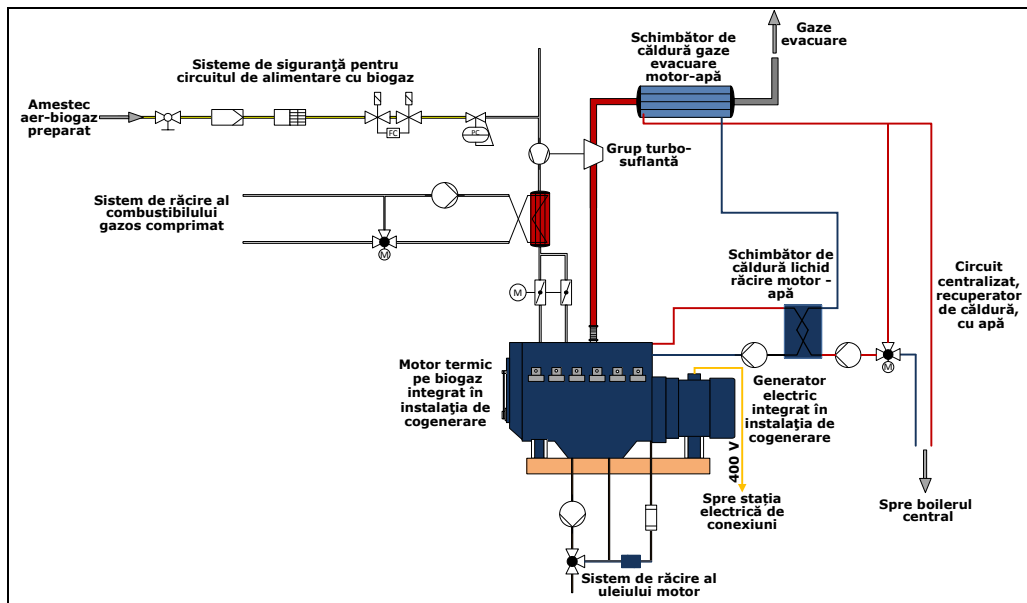 Schimbător de
căldură gaze
evacuare
motor-apă
Gaze
evacuare
Sisteme de siguranţă pentru
circuitul de alimentare cu biogaz
Amestec
aer-biogaz
preparat
FC
PC
Grup turbo-
suflantă
Sistem de răcire al
combustibilului
gazos comprimat
M
M
Schimbător de
căldură lichid
răcire motor -
apă
Circuit
centralizat,
recuperator
de căldură,
cu apă
M
Motor termic
pe biogaz
integrat în
instalaţia de
cogenerare
Generator
electric
integrat în
instalaţia de
cogenerare
400 V
Spre stația
electrică de
conexiuni
Spre boilerul
central
Sistem de răcire al
uleiului motor